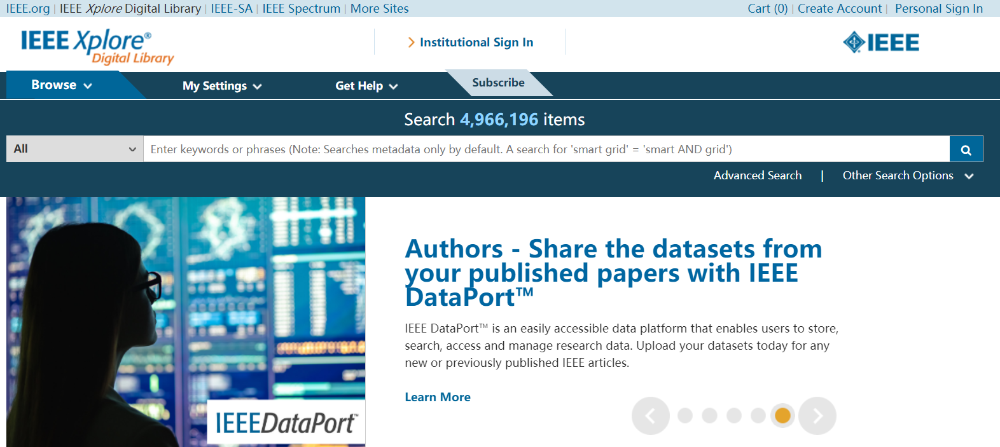 IEEE.org | IEEE Xplore Digital Library | IEEE-SA | IEEE Spectrum | More Sites
Cart (0) | Create Account | Personal Sign In
IEEE Xplore®
Digital Library
Institutional Sign In
IEEE
Browse
My Settings
Get Help
Subscribe
Search 4,966,196 items
All
Enter keywords or phrases (Note: Searches metadata only by default. A search for 'smart grid' = 'smart AND grid')
Advanced Search | Other Search Options
Authors - Share the datasets from
your published papers with IEEE
DataPort™
IEEE DataPort™ is an easily accessible data platform that enables users to store,
search, access and manage research data. Upload your datasets today for any
new or previously published IEEE articles.
Learn More
IEEEDataPort™